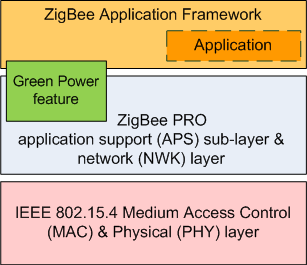 ZigBee Application Framework
Application
Green Power
feature
ZigBee PRO
application support (APS) sub-layer &
network (NWK) layer
IEEE 802.15.4 Medium Access Control
(MAC) & Physical (PHY) layer